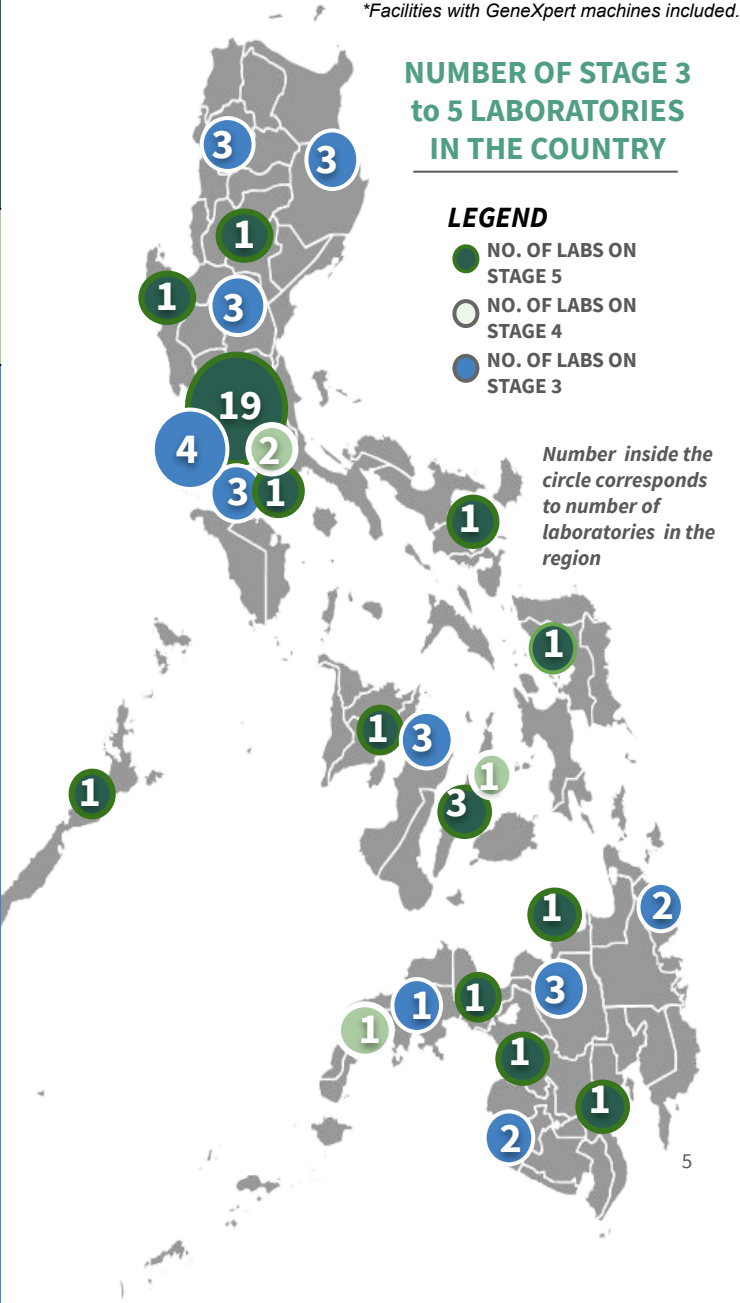 *Facilities with GeneXpert machines included.
NUMBER OF STAGE 3
to 5 LABORATORIES
IN THE COUNTRY
LEGEND
NO. OF LABS ON
STAGE 5
NO. OF LABS ON
STAGE 4
NO. OF LABS ON
STAGE 3
3
3
1
1
3
19
4
2
3
1
Number inside the
circle corresponds
to number of
laboratories in the
region
1
1
1
3
1
1
3
1
2
3
1
1
1
1
1
2
5